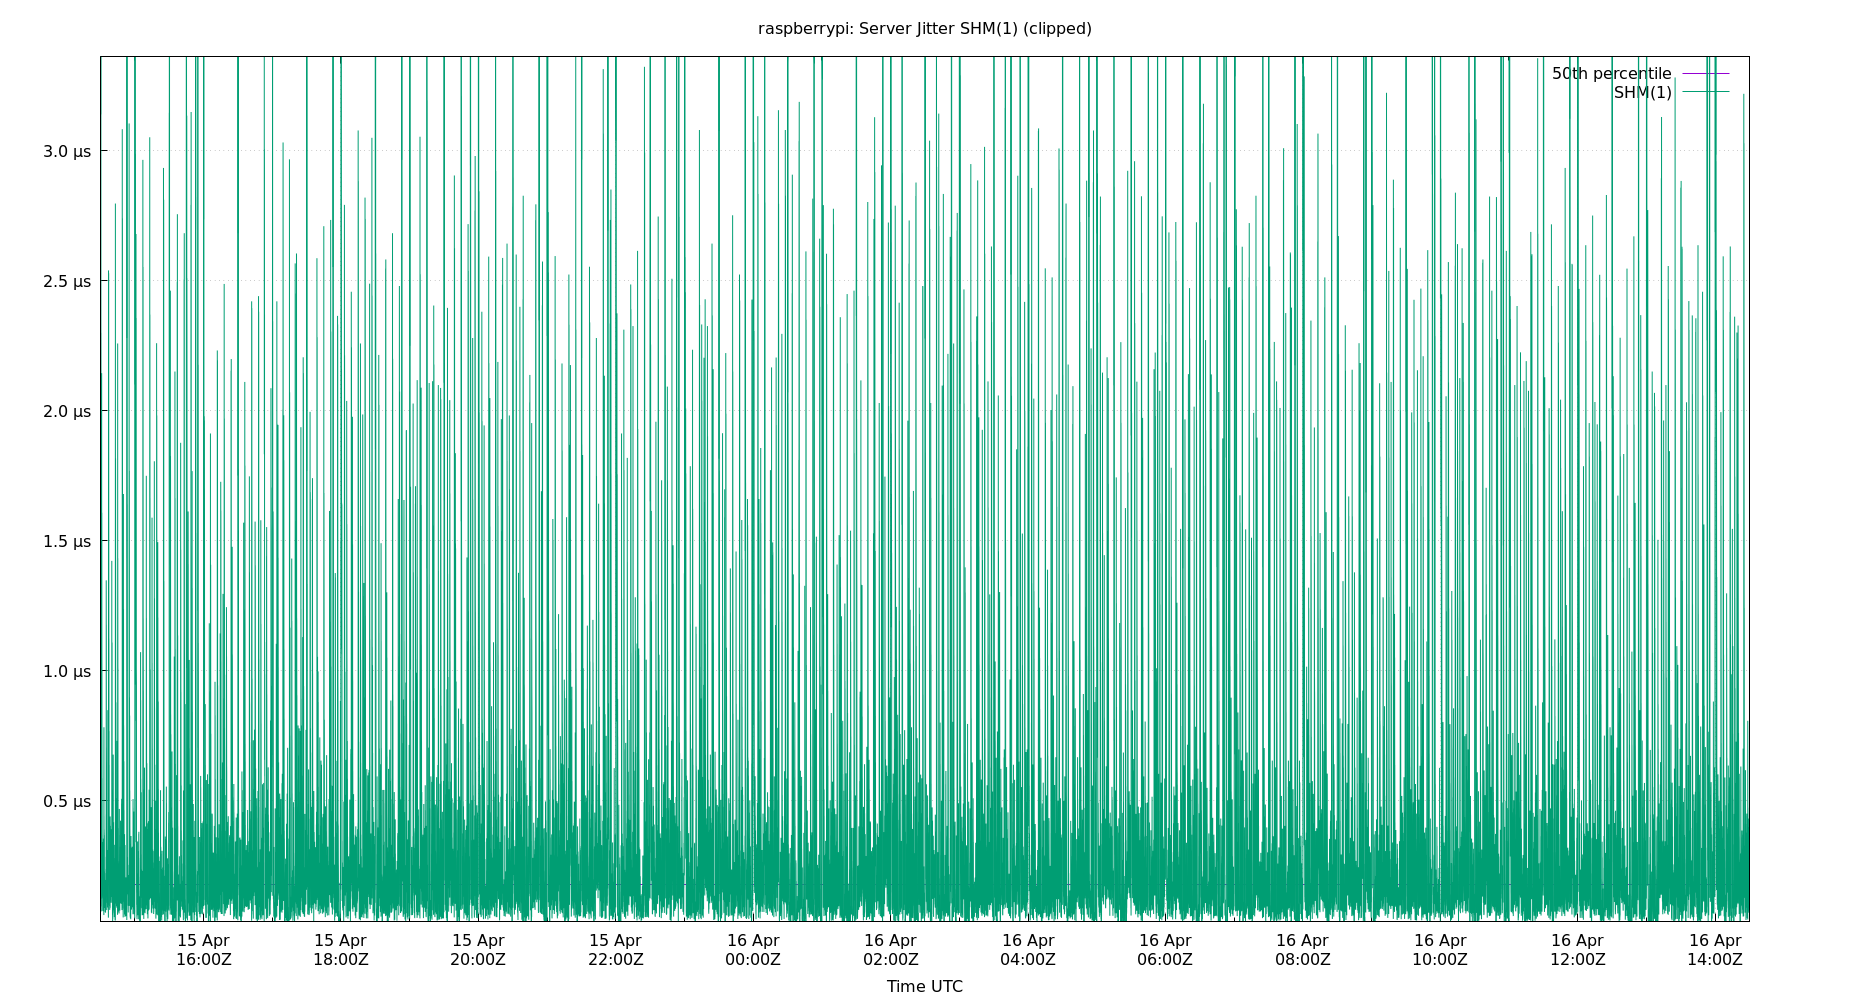 raspberrypi: Server Jitter SHM(1) (clipped)
50th percentile
SHM(1)
3.0 µs
2.5 µs
2.0 µs
1.5 µs
1.0 µs
0.5 µs
15 Apr 15 Apr 15 Apr 15 Apr 16 Apr 16 Apr 16 Apr 16 Apr 16 Apr 16 Apr 16 Apr 16 Apr
16:00Z 18:00Z 20:00Z 22:00Z 00:00Z 02:00Z 04:00Z 06:00Z 08:00Z 10:00Z 12:00Z 14:00Z
Time UTC